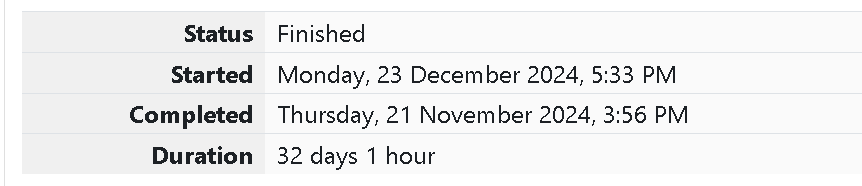 Status Finished
Started Monday, 23 December 2024, 5:33 PM
Completed Thursday, 21 November 2024, 3:56 PM
Duration 32 days 1 hour